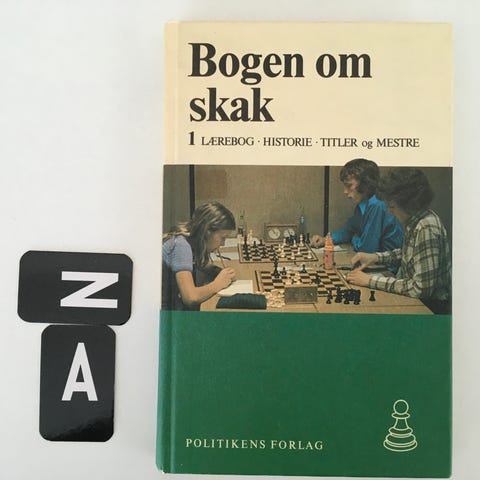 Bogen om
skak
1 LÆREBOG · HISTORIE · TITLER og MESTRE
POLITIKENS FORLAG
N
A